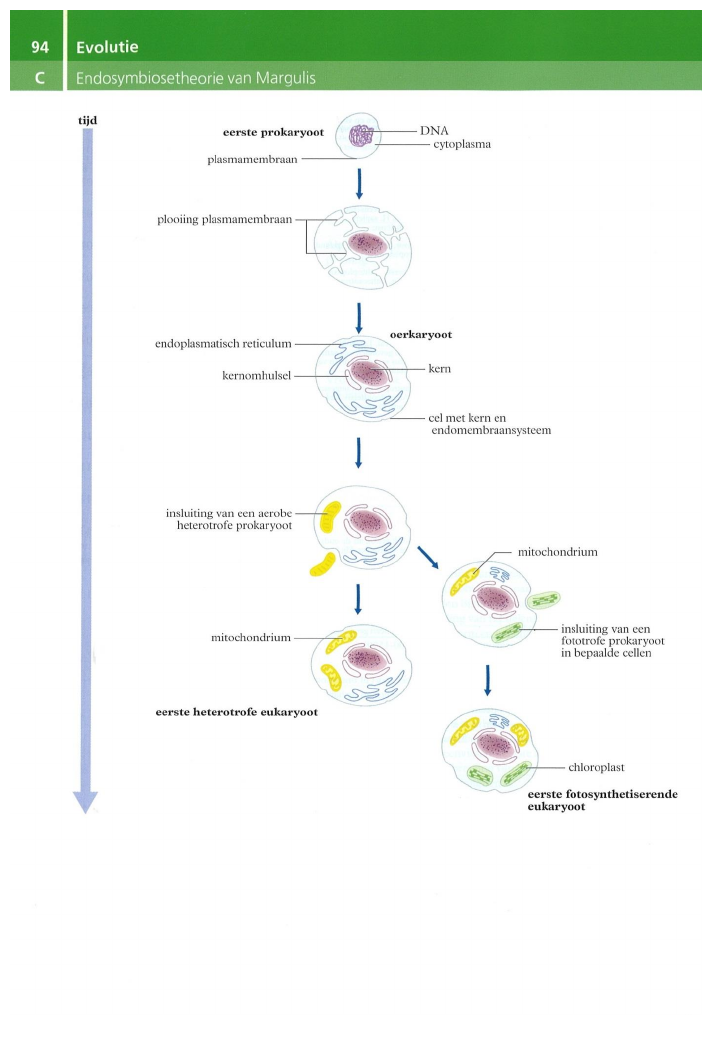 94 Evolutie
C Endosymbiosetheorie van Margulis
tijd
eerste prokaryoot
DNA
cytoplasma
plasmamembraan
plooiing plasmamembraan
oerkaryoot
endoplasmatisch reticulum
kern
kernomhulsel
cel met kern en
endomembraansysteem
insluiting van een aerobe
heterotrofe prokaryoot
mitochondrium
insluiting van een
fototrofe prokaryoot
in bepaalde cellen
mitochondrium
eerste heterotrofe eukaryoot
chloroplast
eerste fotosynthetiserende
eukaryoot